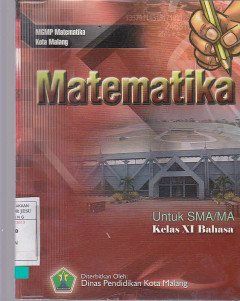 MGMP Matematika
Kota Malang
Matematika
Untuk SMA/MA
Kelas XI Bahasa
Diterbitkan Oleh:
Dinas Pendidikan Kota Malang